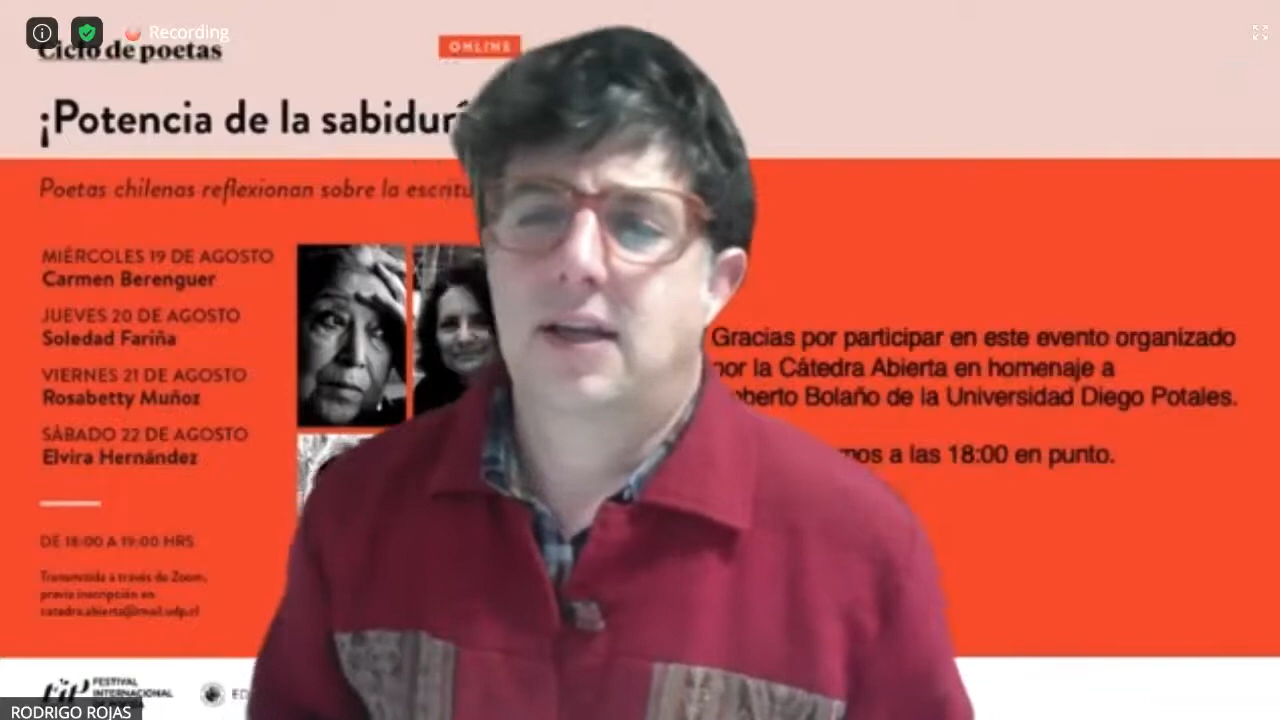 Recording
Ciclo de poetas
ONLINE
¡Potencia de la sabidurí
Poetas chilenas reflexionan sobre la escritu
MIÉRCOLES 19 DE AGOSTO
Carmen Berenguer
JUEVES 20 DE AGOSTO
Soledad Fariña
VIERNES 21 DE AGOSTO
Rosabetty Muñoz
SÁBADO 22 DE AGOSTO
Elvira Hernández
DE 18:00 A 19:00 HRS
Transmitida a través de Zoom,
previa inscripción en
catedra.abierta@mail.udp.cl
Gracias por participar en este evento organizado
por la Cátedra Abierta en homenaje a
oberto Bolaño de la Universidad Diego Potales.
mos a las 18:00 en punto.
FESTIVAL
INTERNACIONAL
RODRIGO ROJAS